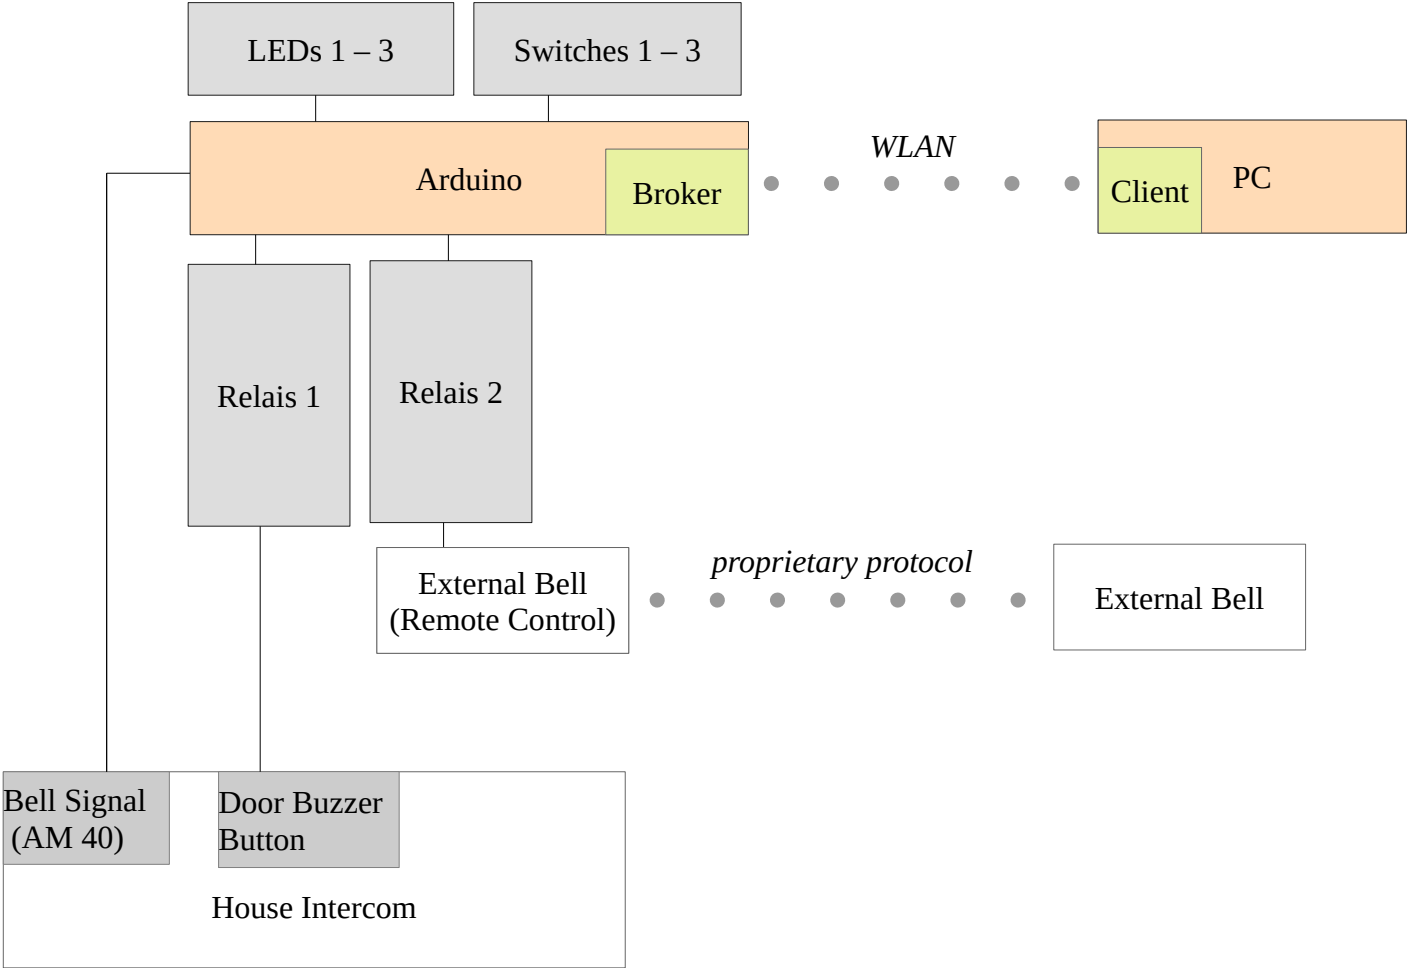 LEDs 1 – 3
Switches 1 – 3
WLAN
Arduino
Broker
Client
PC
Relais 1
Relais 2
proprietary protocol
External Bell
(Remote Control)
External Bell
Bell Signal
(AM 40)
Door Buzzer
Button
House Intercom